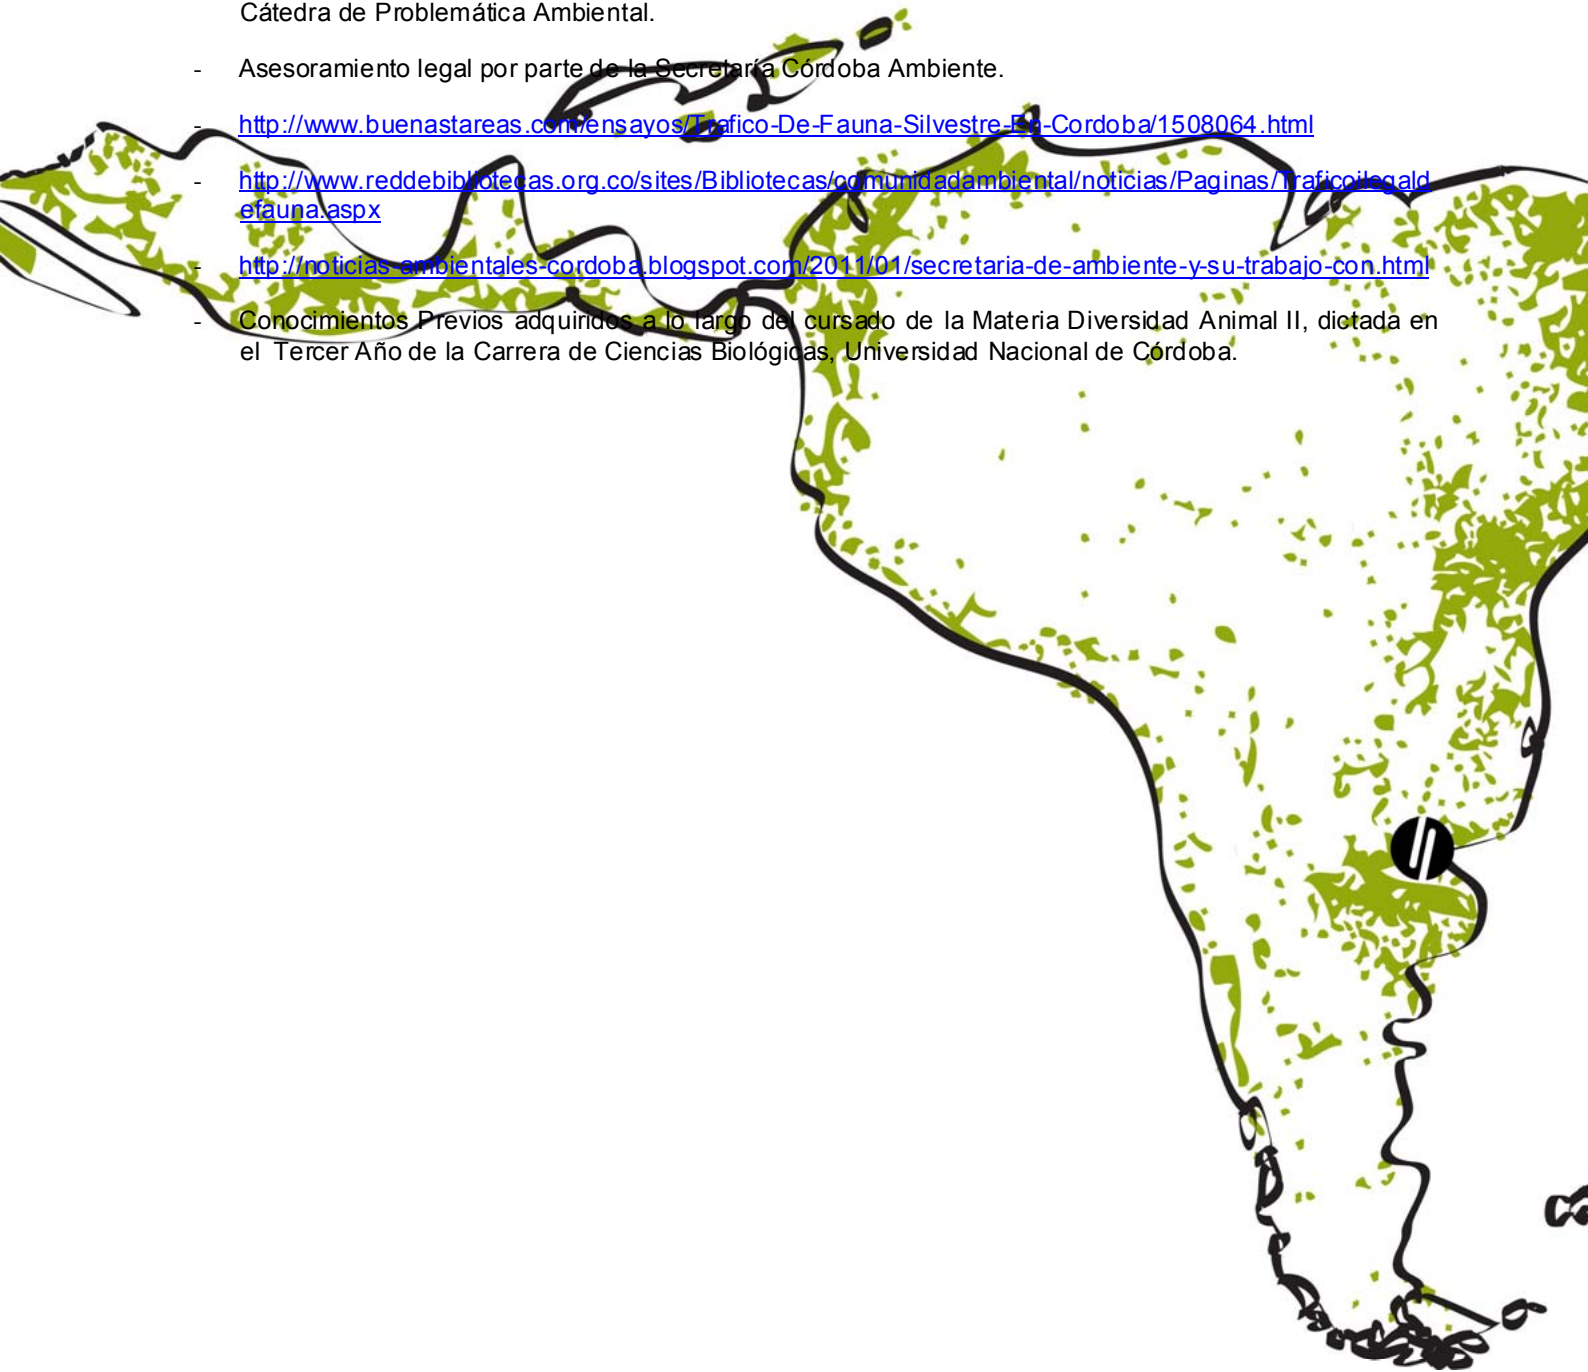 Cátedra de Problemática Ambiental.
- Asesoramiento legal por parte de la Secretaría Córdoba Ambiente.
- http://www.buenastareas.com/ensayos/Trafico-De-Fauna-Silvestre-En-Cordoba/1508064.html
- http://www.reddebibliotecas.org.co/sites/Bibliotecas/comunidadambiental/noticias/Paginas/Traficoilegald
efauna.aspx
- http://noticias-ambientales-cordoba.blogspot.com/2011/01/secretaria-de-ambiente-y-su-trabajo-con.html
- Conocimientos Previos adquiridos a lo largo del cursado de la Materia Diversidad Animal II, dictada en
el Tercer Año de la Carrera de Ciencias Biológicas, Universidad Nacional de Córdoba.